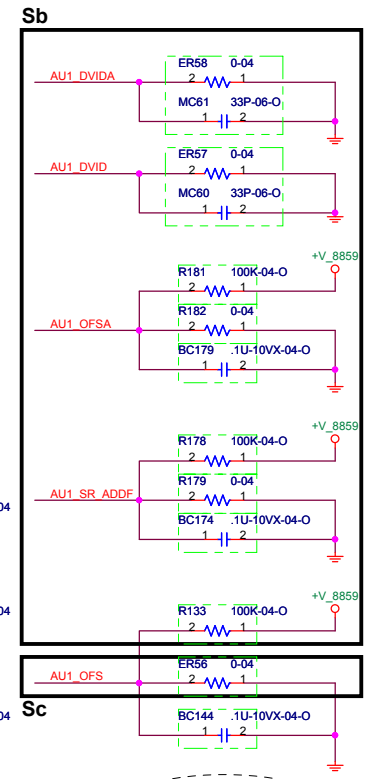 Sb
ER58 0-04
AU1_DVIDA 2 1
MC61 33P-06-O
1 2
ER57 0-04
AU1_DVID 2 1
MC60 33P-06-O
1 2
+V_8859
R181 100K-04-O
2 1
R182 0-04
AU1_OFSA 2 1
BC179 .1U-10VX-04-O
1 2
+V_8859
R178 100K-04-O
2 1
R179 0-04
AU1_SR_ADDF 2 1
04
BC174 .1U-10VX-04-O
1 2
+V_8859
04 R133 100K-04-O
2 1
ER56 0-04
AU1_OFS 2 1
04 Sc BC144 .1U-10VX-04-O
1 2